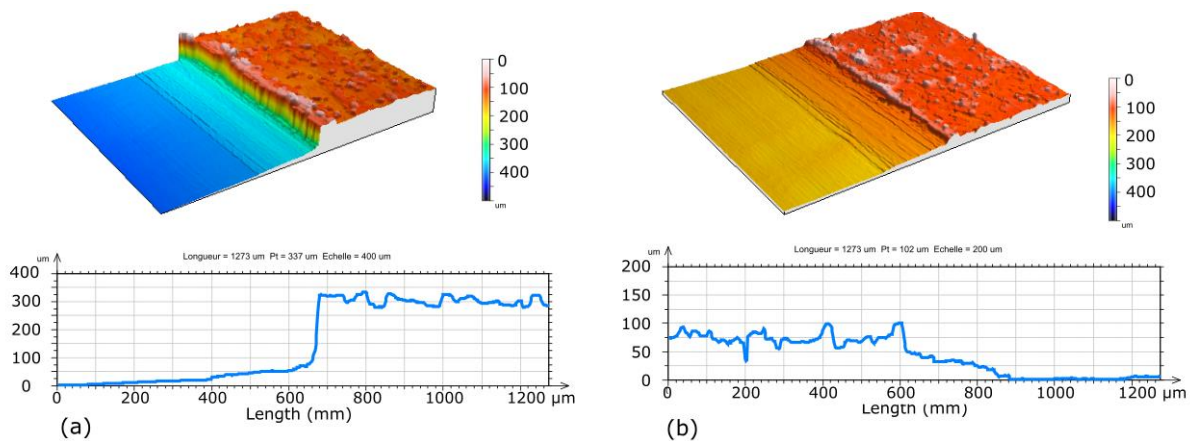 0
100
200
300
400
um
0
100
200
300
400
um
um
Longueur = 1273 um Pt = 337 um Echelle = 400 um
400
300
200
100
0
0 200 400 600 800 1000 1200 µm
Length (mm)
(a)
um
Longueur = 1273 um Pt = 102 um Echelle = 200 um
200
150
100
50
0
0 200 400 600 800 1000 1200 µm
Length (mm)
(b)